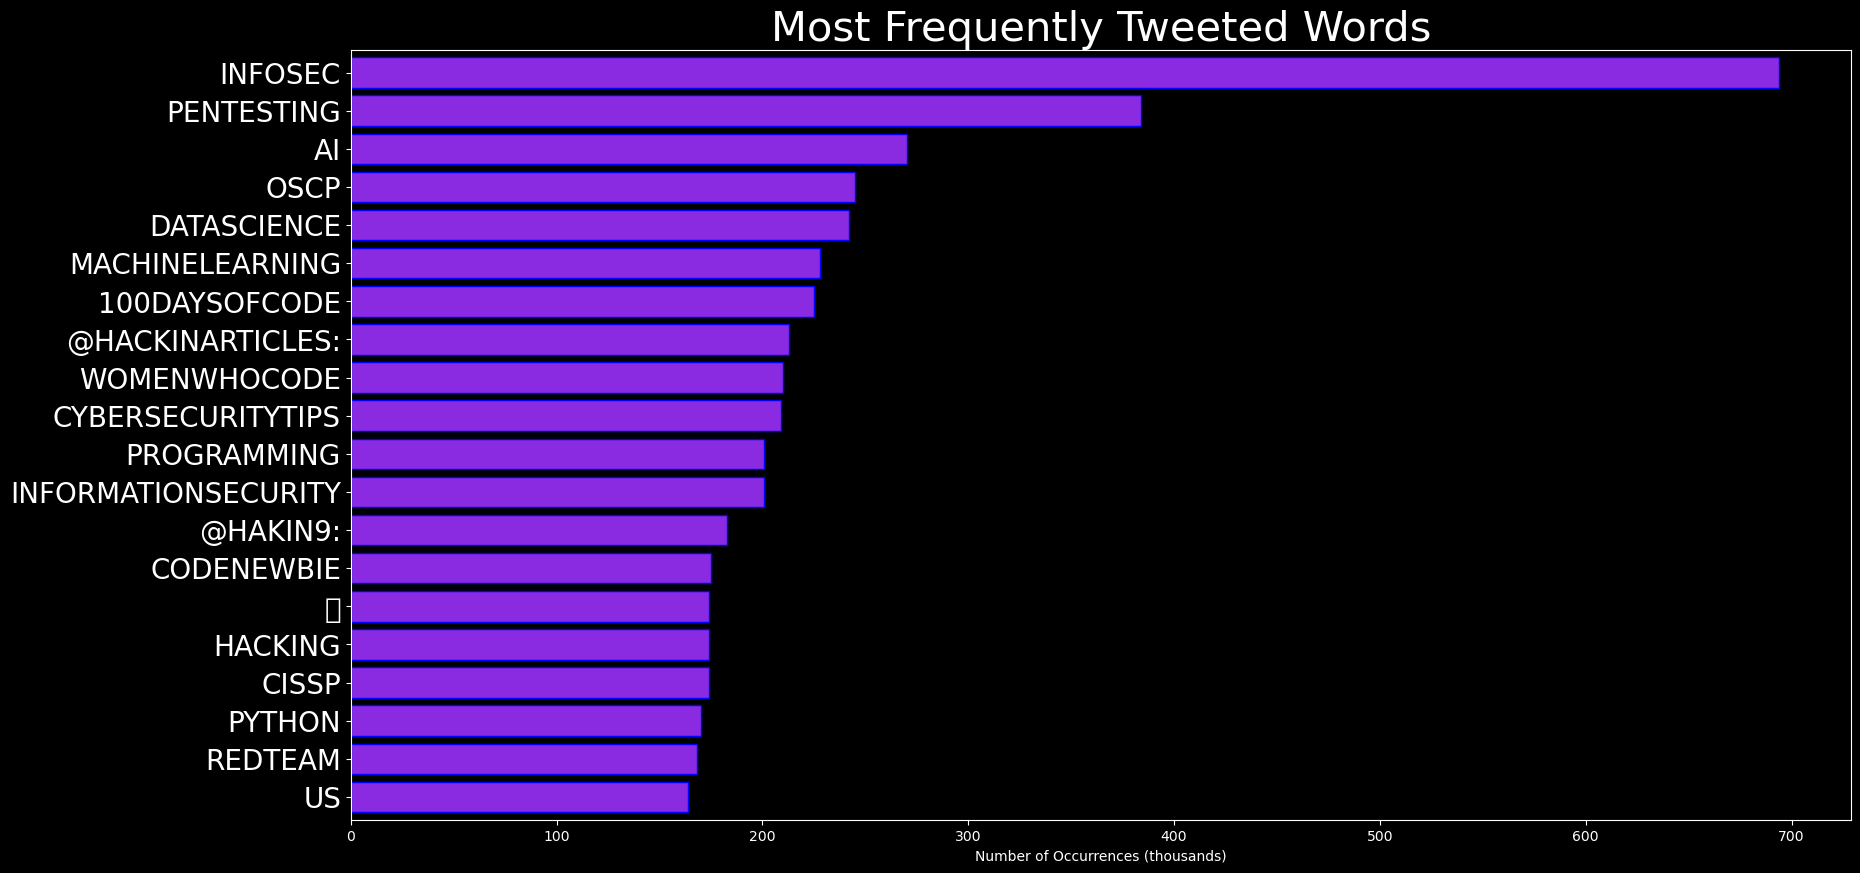 Most Frequently Tweeted Words
INFOSEC
PENTESTING
AI
OSCP
DATASCIENCE
MACHINELEARNING
100DAYSOFCODE
@HACKINARTICLES:
WOMENWHOCODE
CYBERSECURITYTIPS
PROGRAMMING
INFORMATIONSECURITY
@HAKIN9:
CODENEWBIE
HACKING
CISSP
PYTHON
REDTEAM
US
0 100 200 300 400 500 600 700
Number of Occurrences (thousands)